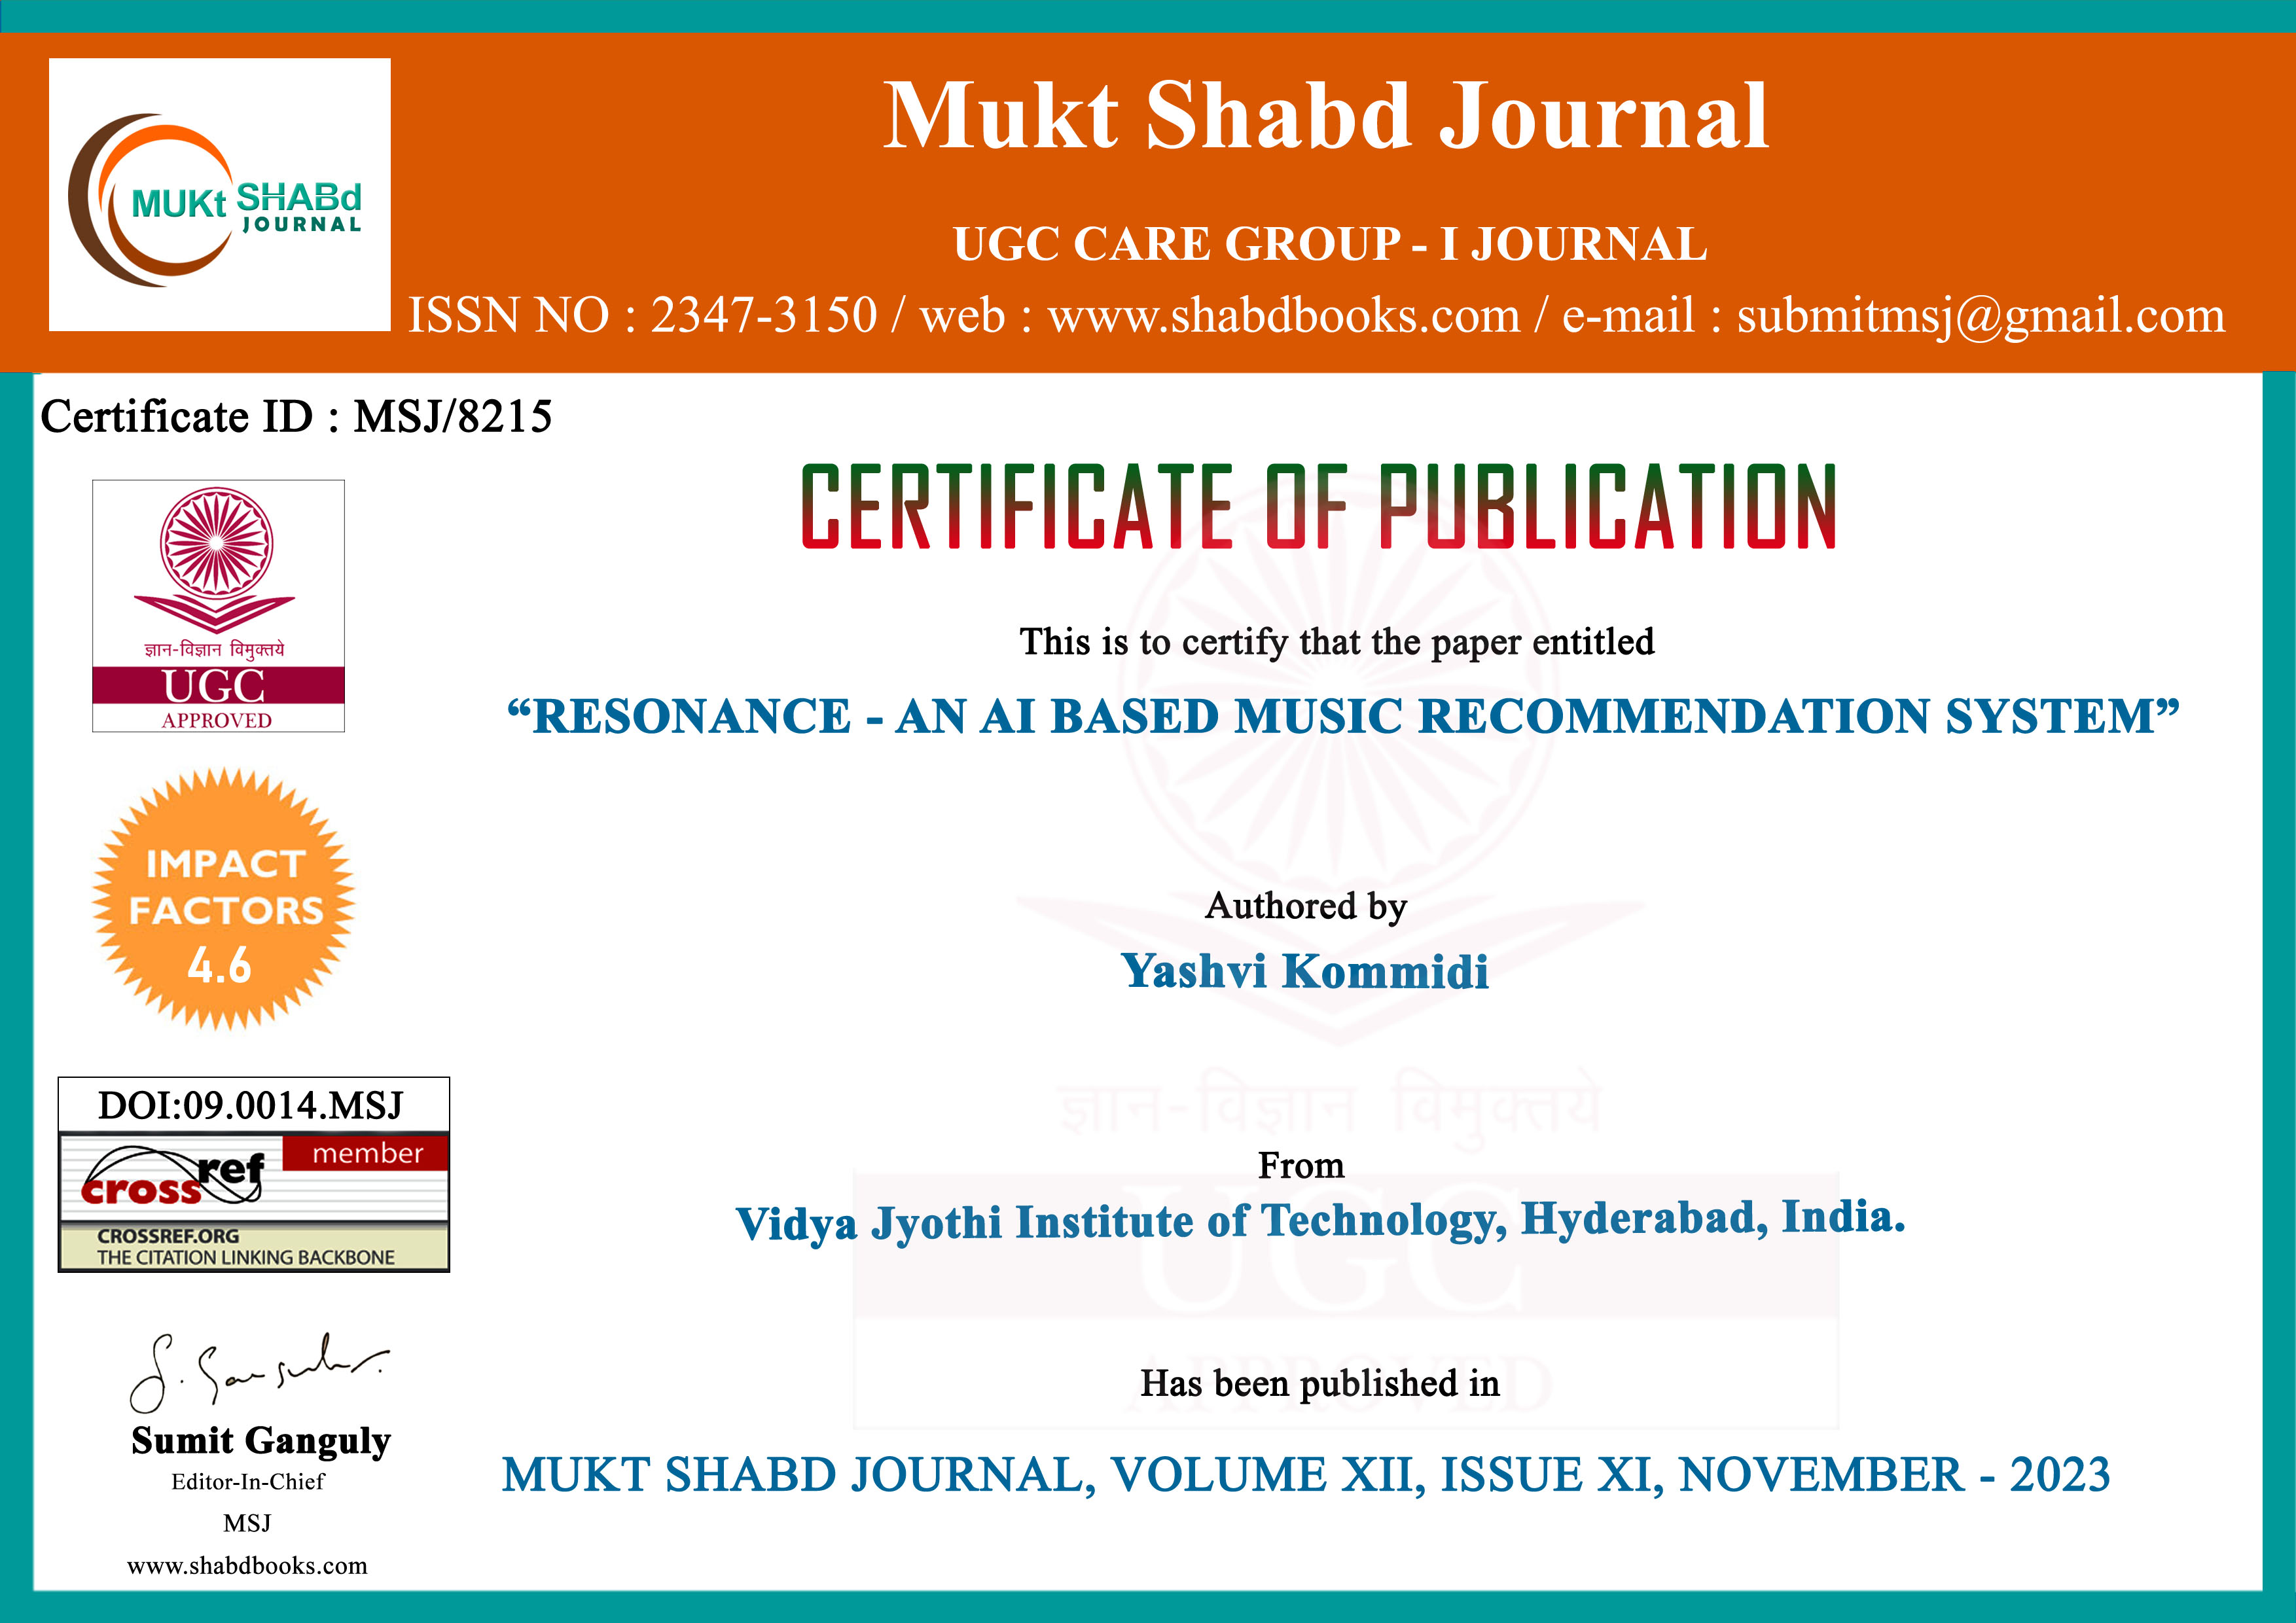 MUKt SHABd
JOURNAL
Mukt Shabd Journal
UGC CARE GROUP - I JOURNAL
ISSN NO : 2347-3150 / web : www.shabdbooks.com / e-mail : submitmsj@gmail.com
Certificate ID : MSJ/8215
CERTIFICATE OF PUBLICATION
ज्ञान-विज्ञान विमुक्तये
UGC
APPROVED
This is to certify that the paper entitled
“RESONANCE - AN AI BASED MUSIC RECOMMENDATION SYSTEM”
IMPACT
FACTORS
4.6
Authored by
Yashvi Kommidi
ज्ञान-विज्ञान विमुक्तये
DOI:09.0014.MSJ
crossref
member
CROSSREF.ORG
THE CITATION LINKING BACKBONE
From
Vidya Jyothi Institute of Technology, Hyderabad, India.
UGC
APPROVED
Has been published in
MUKT SHABD JOURNAL, VOLUME XII, ISSUE XI, NOVEMBER - 2023
S. Ganguly.
Sumit Ganguly
Editor-In-Chief
MSJ
www.shabdbooks.com